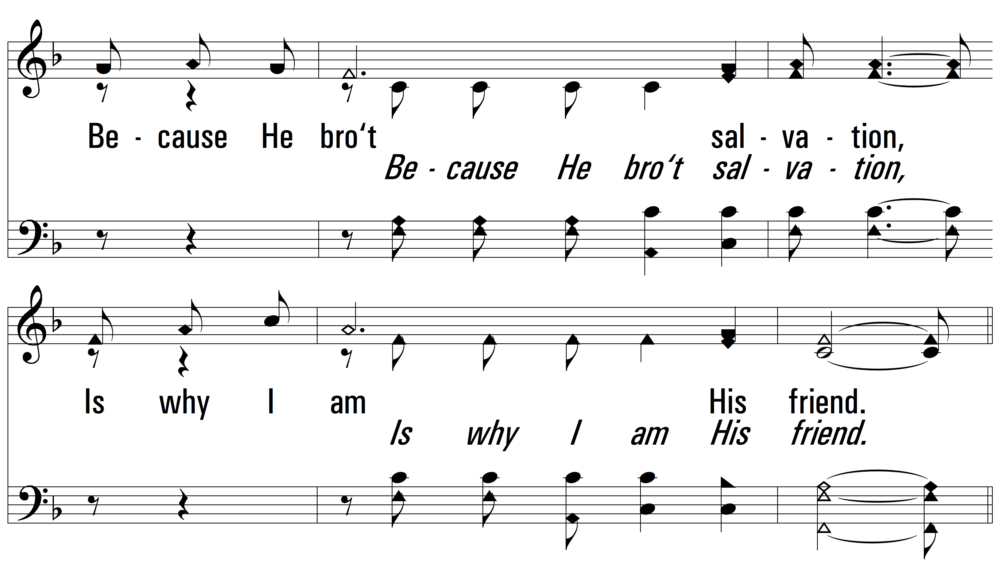 Be - cause He bro‘t sal - va - tion,
Be - cause He bro‘t sal - va - tion,
Is why I am His friend.
Is why I am His friend.